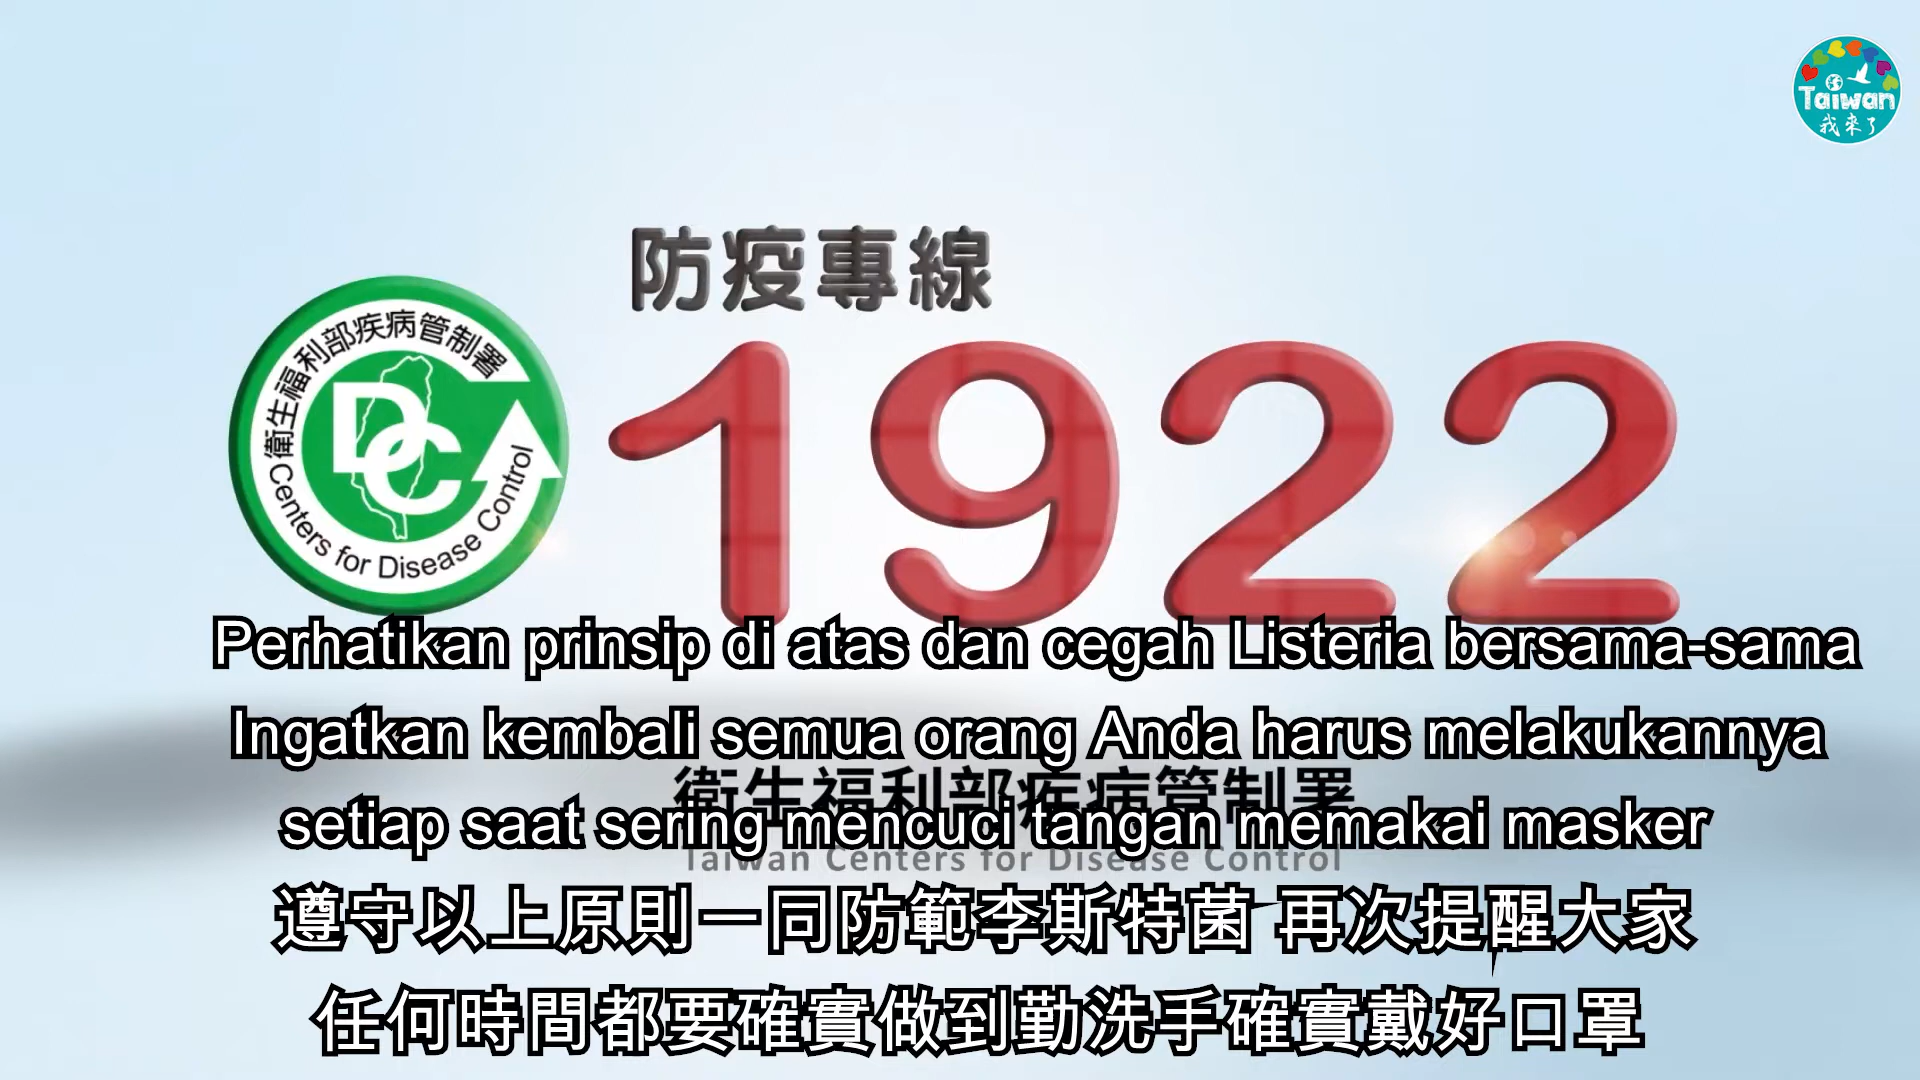 Taiwan
我來了
防疫專線
1922
衛生福利部疾病管制署
DC
Centers for Disease Control
Perhatikan prinsip di atas dan cegah Listeria bersama-sama
Ingatkan kembali semua orang Anda harus melakukannya
衛生福利部疾病管制署
setiap saat sering mencuci tangan memakai masker
Taiwan Centers for Disease Control
遵守以上原則一同防範李斯特菌 再次提醒大家
任何時間都要確實做到勤洗手確實戴好口罩